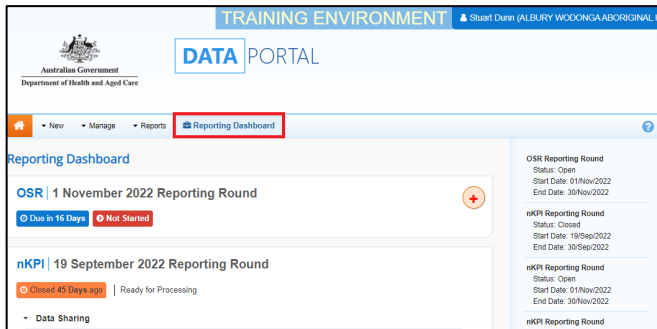 TRAINING ENVIRONMENT
Stuart Dunn (ALBURY WODONGA ABORIGINAL
Australian Government
Department of Health and Aged Care
DATA PORTAL
New Manage Reports Reporting Dashboard
Reporting Dashboard
OSR | 1 November 2022 Reporting Round
Due in 16 Days Not Started
nKPI | 19 September 2022 Reporting Round
Closed 45 Days ago | Ready for Processing
Data Sharing
OSR Reporting Round
Status: Open
Start Date: 01/Nov/2022
End Date: 30/Nov/2022
nKPI Reporting Round
Status: Closed
Start Date: 19/Sep/2022
End Date: 30/Sep/2022
nKPI Reporting Round
Status: Open
Start Date: 01/Nov/2022
End Date: 30/Nov/2022
nKPI Reporting Round